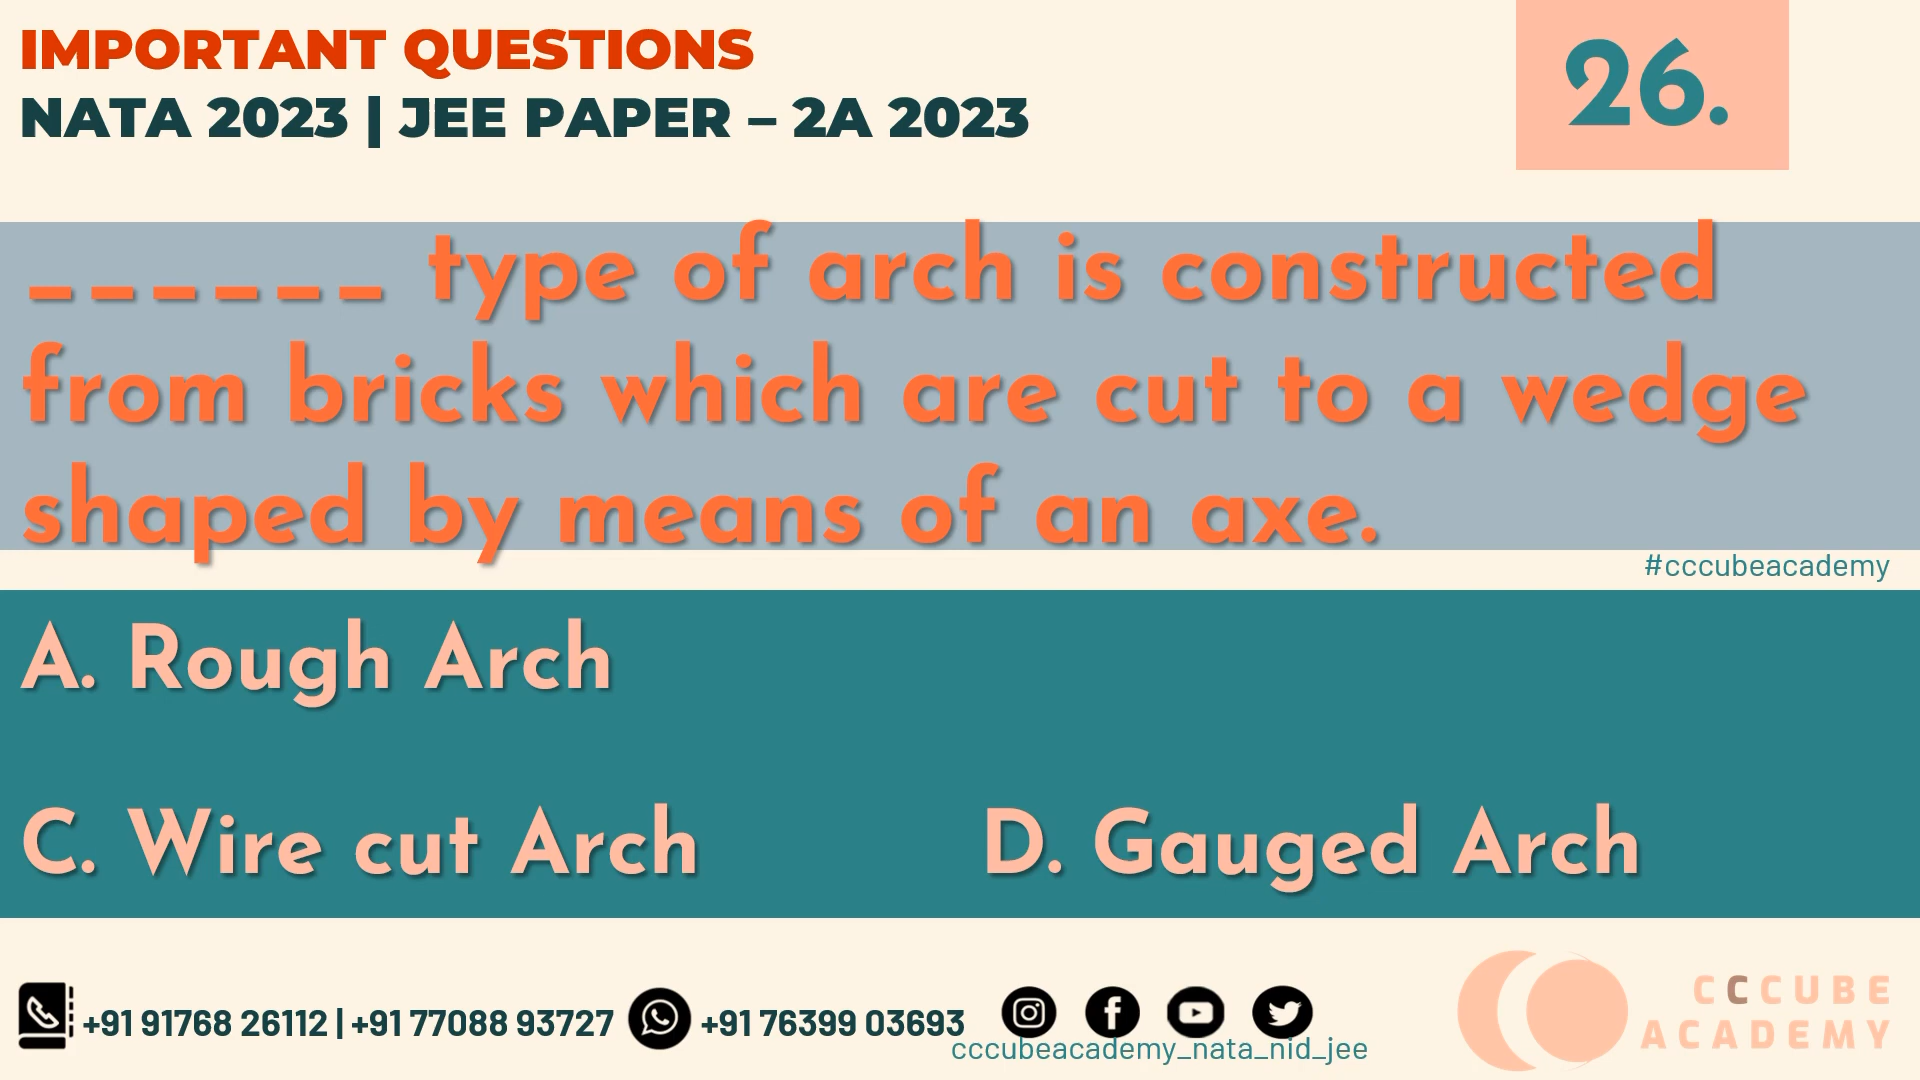 IMPORTANT QUESTIONS
NATA 2023 | JEE PAPER – 2A 2023
26.
______ type of arch is constructed
from bricks which are cut to a wedge
shaped by means of an axe.
#cccubeacademy
A. Rough Arch
C. Wire cut Arch
D. Gauged Arch
+91 91768 26112 | +91 77088 93727
+91 76399 03693
cccubeacademy_nata_nid_jee
CCCUBE
ACADEMY